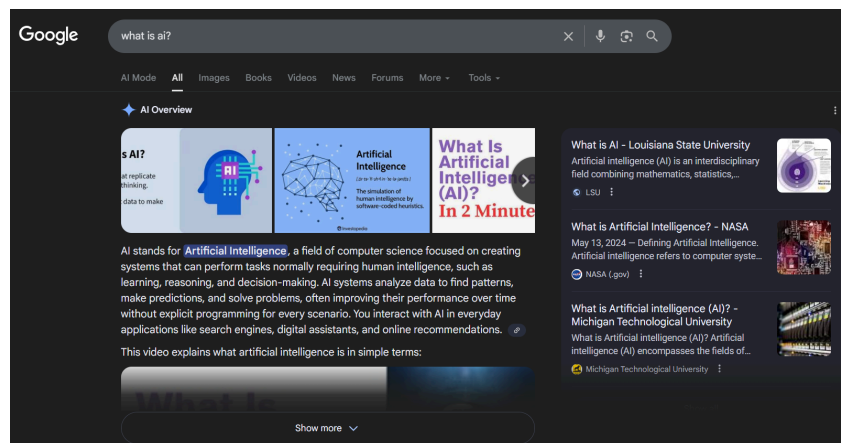 Google
what is ai?
AI Mode
All
Images
Books
Videos
News
Forums
More
Tools
AI Overview
s AI?
at replicate
thinking.
data to make
AI
Artificial
Intelligence
The simulation of
human intelligence by
software-coded heuristics.
Investopedia
What Is
Artificial
Intelligen
(AI)?
In 2 Minute
AI stands for Artificial Intelligence, a field of computer science focused on creating
systems that can perform tasks normally requiring human intelligence, such as
learning, reasoning, and decision-making. AI systems analyze data to find patterns,
make predictions, and solve problems, often improving their performance over time
without explicit programming for every scenario. You interact with AI in everyday
applications like search engines, digital assistants, and online recommendations.
This video explains what artificial intelligence is in simple terms:
What Is
Show more
What is AI - Louisiana State University
Artificial intelligence (AI) is an interdisciplinary
field combining mathematics, statistics,...
LSU
What is Artificial Intelligence? - NASA
May 13, 2024 — Defining Artificial Intelligence.
Artificial intelligence refers to computer syste...
NASA (.gov)
What is Artificial intelligence (AI)? -
Michigan Technological University
What is Artificial Intelligence (AI)? Artificial
intelligence (AI) encompasses the fields of...
Michigan Technological University